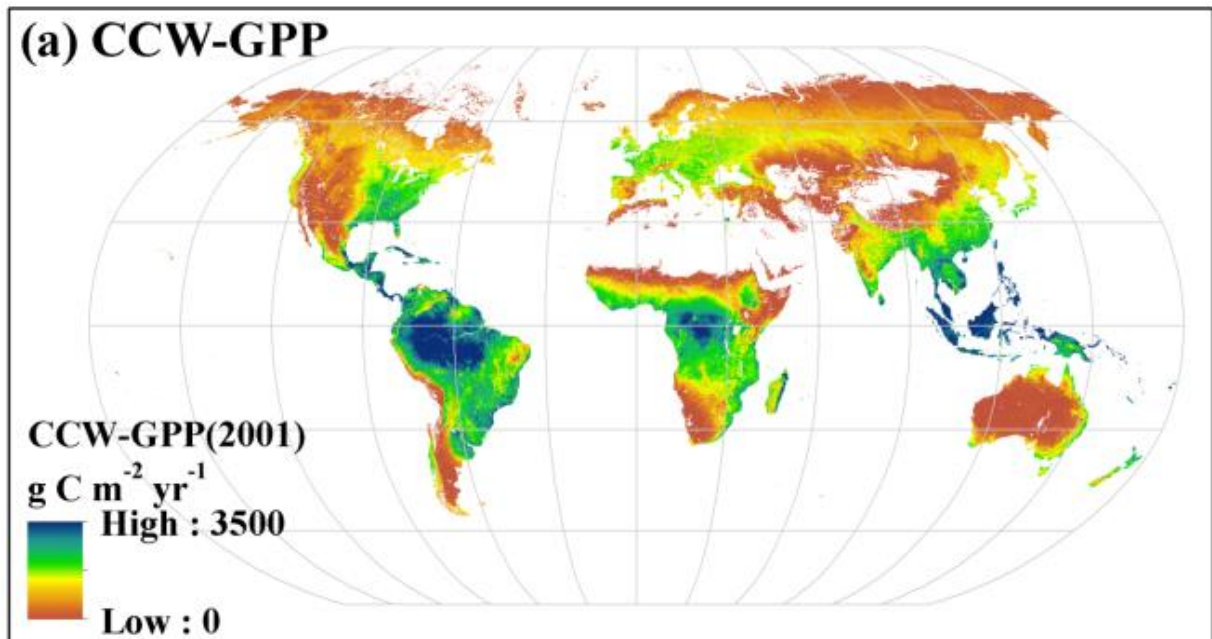 (a) CCW-GPP
CCW-GPP(2001)
g C m⁻² yr⁻¹
High : 3500
Low : 0